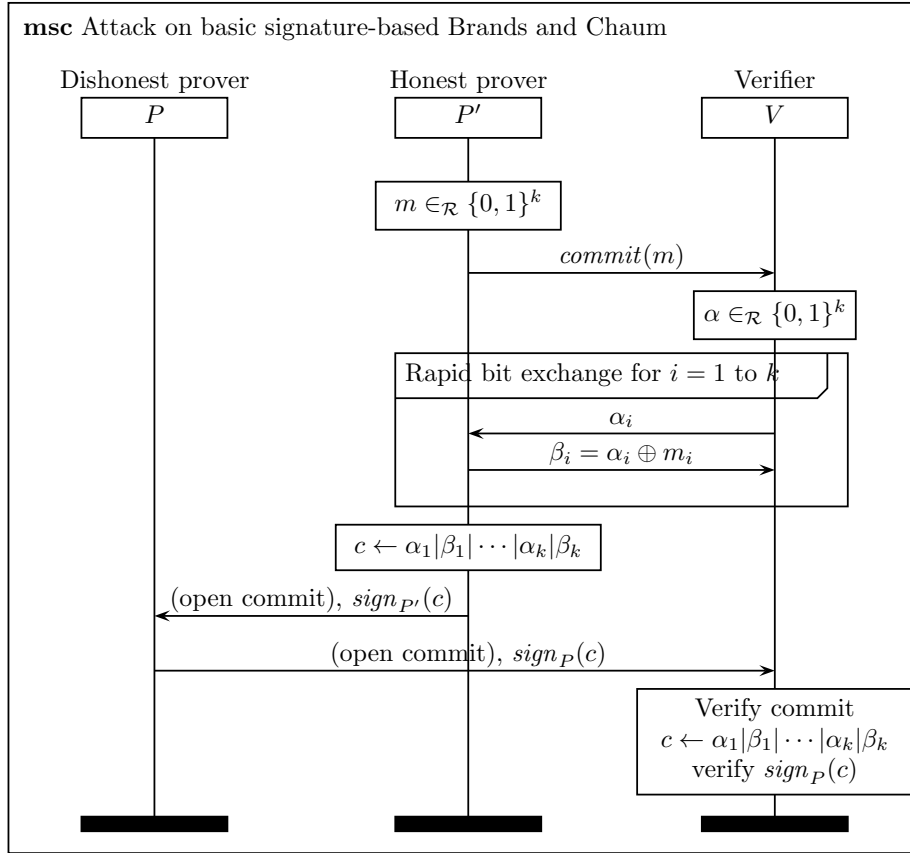 msc Attack on basic signature-based Brands and Chaum
Dishonest prover
Honest prover
Verifier
P
P′
V
m ∈_ℛ {0, 1}^k
commit(m)
α ∈_ℛ {0, 1}^k
Rapid bit exchange for i = 1 to k
α_i
β_i = α_i ⊕ m_i
c ← α_1|β_1| ⋯ |α_k|β_k
(open commit), sign_{P′}(c)
(open commit), sign_P(c)
Verify commit
c ← α_1|β_1| ⋯ |α_k|β_k
verify sign_P(c)